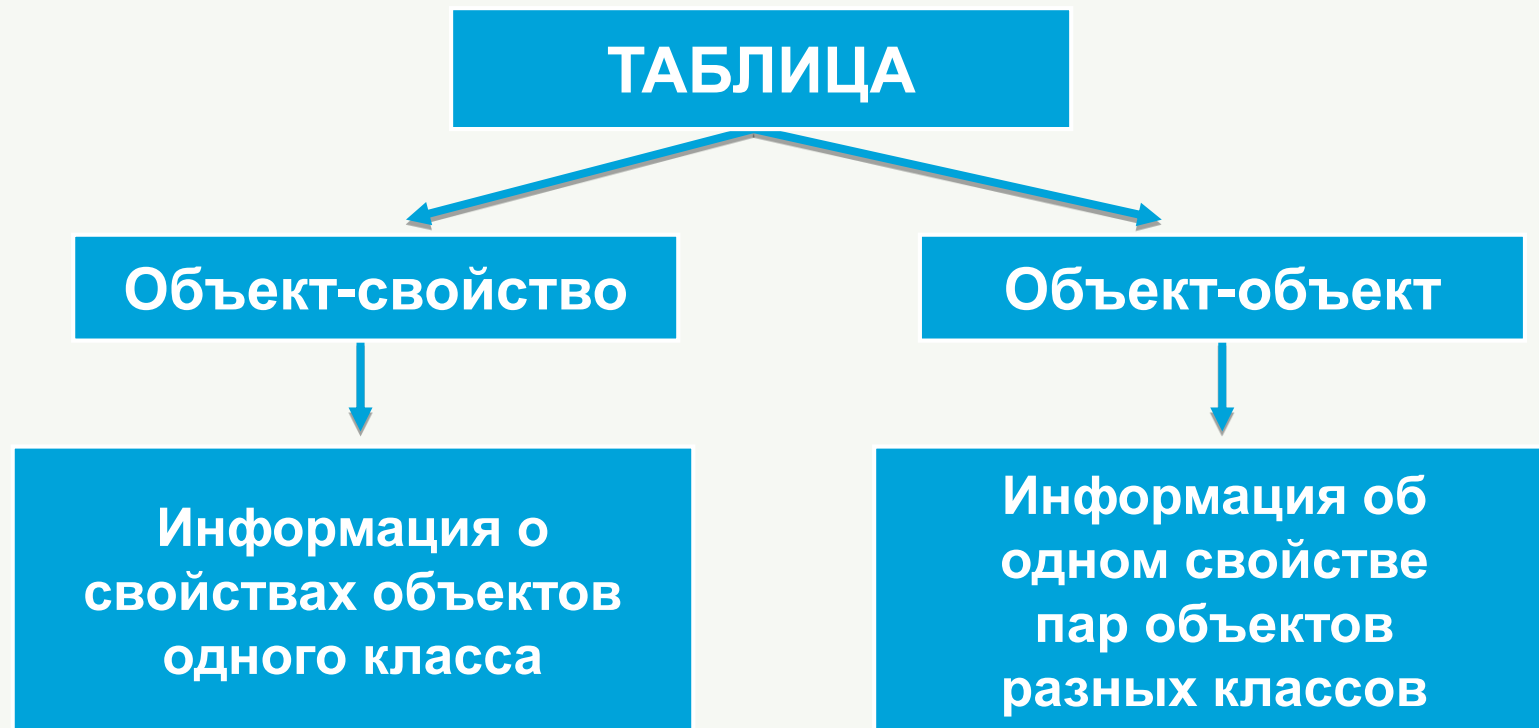 ТАБЛИЦА
Объект-свойство
Объект-объект
Информация о
свойствах объектов
одного класса
Информация об
одном свойстве
пар объектов
разных классов